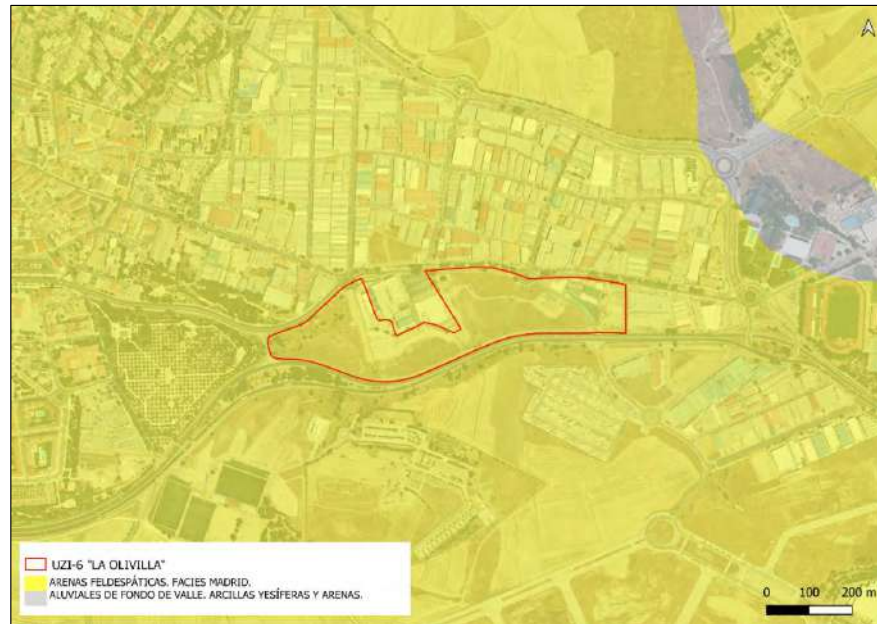 UZI-6 "LA OLIVILLA"
ARENAS FELDESPÁTICAS. FACIES MADRID.
ALUVIALES DE FONDO DE VALLE. ARCILLAS YESÍFERAS Y ARENAS.
0 100 200 m